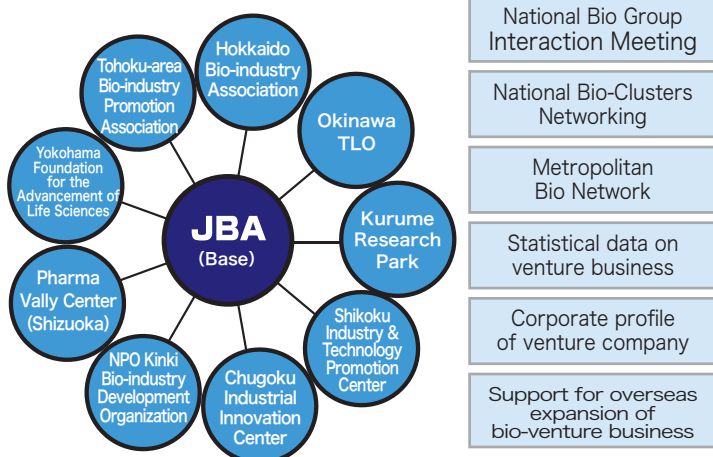 Hokkaido
Bio-industry
Association
Okinawa
TLO
Kurume
Research
Park
Shikoku
Industry &
Technology
Promotion
Center
Chugoku
Industrial
Innovation
Center
NPO Kinki
Bio-industry
Development
Organization
Pharma
Vally Center
(Shizuoka)
Yokohama
Foundation
for the
Advancement of
Life Sciences
Tohoku-area
Bio-industry
Promotion
Association
JBA
(Base)
National Bio Group
Interaction Meeting
National Bio-Clusters
Networking
Metropolitan
Bio Network
Statistical data on
venture business
Corporate profile
of venture company
Support for overseas
expansion of
bio-venture business